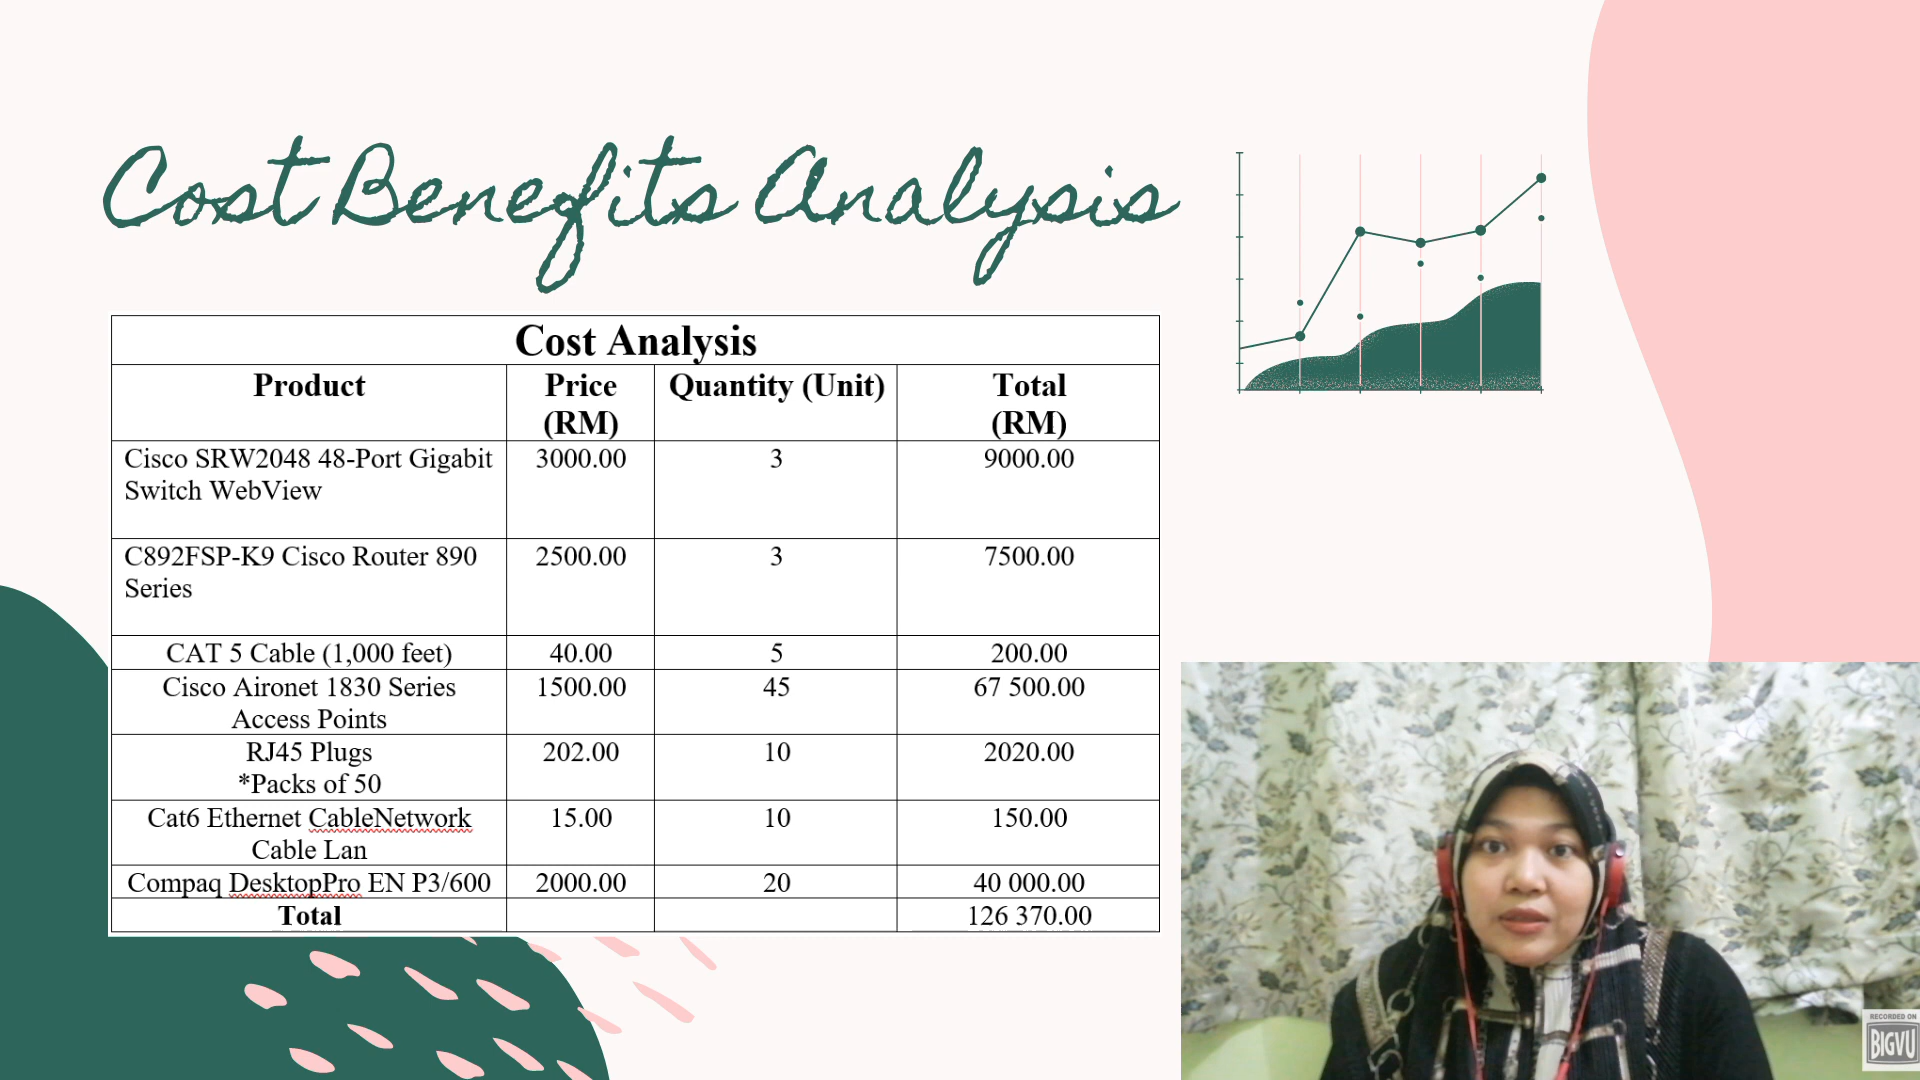 Cost Benefits Analysis
Cost Analysis
Product Price (RM) Quantity (Unit) Total (RM)
Cisco SRW2048 48-Port Gigabit
Switch WebView 3000.00 3 9000.00
C892FSP-K9 Cisco Router 890
Series 2500.00 3 7500.00
CAT 5 Cable (1,000 feet) 40.00 5 200.00
Cisco Aironet 1830 Series
Access Points 1500.00 45 67 500.00
RJ45 Plugs
*Packs of 50 202.00 10 2020.00
Cat6 Ethernet CableNetwork
Cable Lan 15.00 10 150.00
Compaq DesktopPro EN P3/600 2000.00 20 40 000.00
Total 126 370.00
RECORDED ON
BIGVU